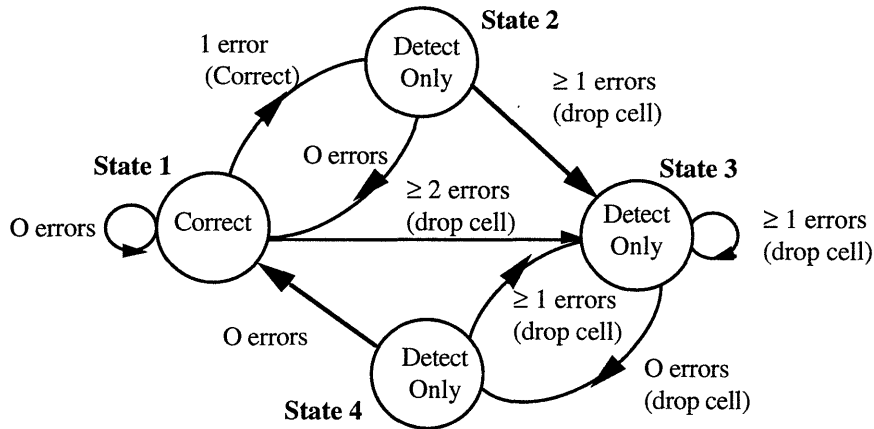 State 2
1 error
(Correct)
Detect
Only
≥ 1 errors
(drop cell)
O errors
State 1
State 3
≥ 2 errors
(drop cell)
O errors
Correct
Detect
Only
≥ 1 errors
(drop cell)
≥ 1 errors
(drop cell)
O errors
Detect
Only
O errors
(drop cell)
State 4